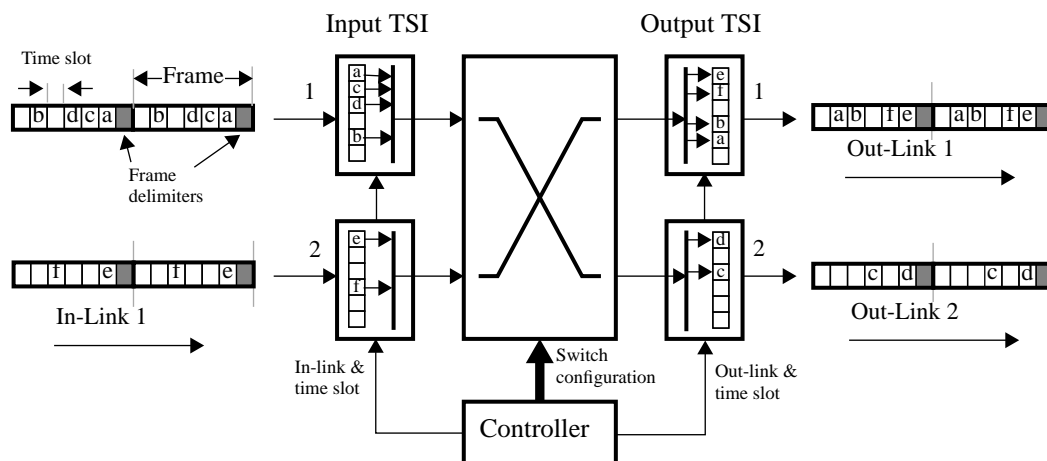 Input TSI
Output TSI
Time slot
Frame
b d c a b d c a
Frame
delimiters
1
a
c
d
b
e
f
b
a
1
a b f e a b f e
Out-Link 1
f e f e
In-Link 1
2
e
f
d
c
2
c d c d
Out-Link 2
In-link &
time slot
Switch
configuration
Out-link &
time slot
Controller